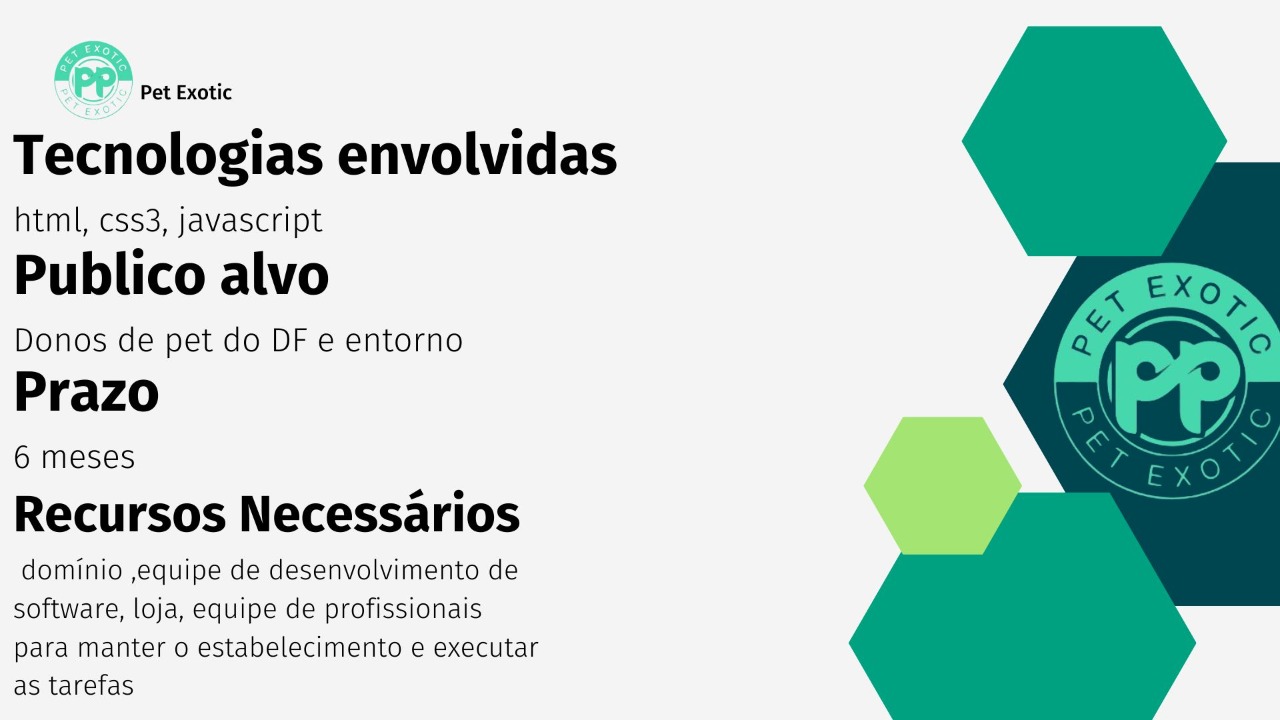 PET EXOTIC
PP
PET EXOTIC
Pet Exotic
Tecnologias envolvidas
html, css3, javascript
Publico alvo
Donos de pet do DF e entorno
Prazo
6 meses
Recursos Necessários
domínio ,equipe de desenvolvimento de
software, loja, equipe de profissionais
para manter o estabelecimento e executar
as tarefas
PET EXOTIC
pp
PET EXOTIC